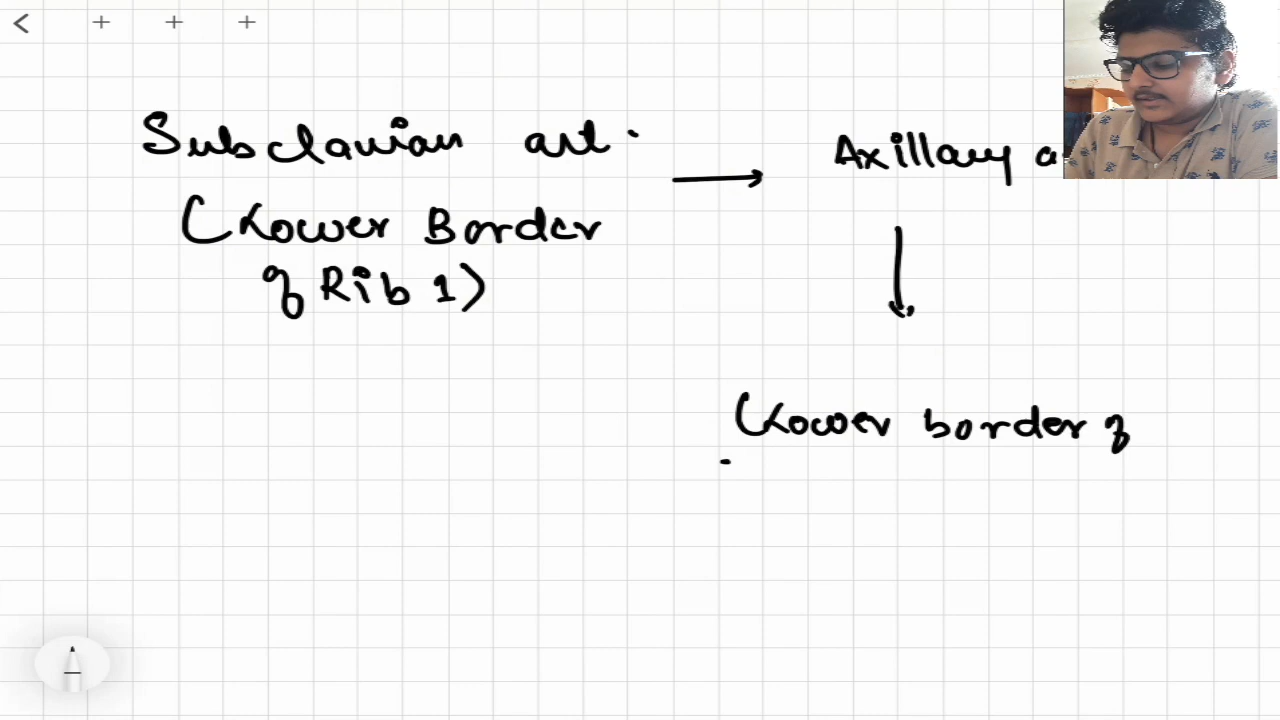 Subclavian art.
(Lower Border
of Rib 1)
Axillary a
(Lower border of